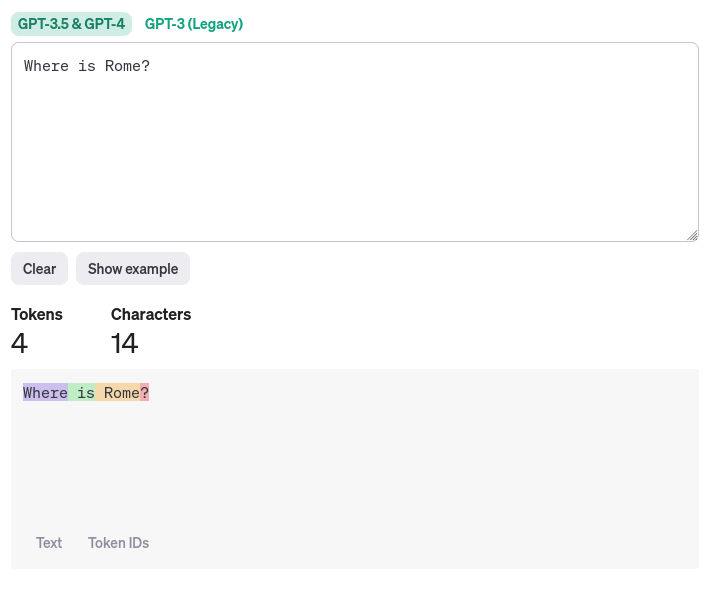 GPT-3.5 & GPT-4 GPT-3 (Legacy)
Where is Rome?
Clear Show example
Tokens Characters
4 14
Where is Rome?
Text Token IDs